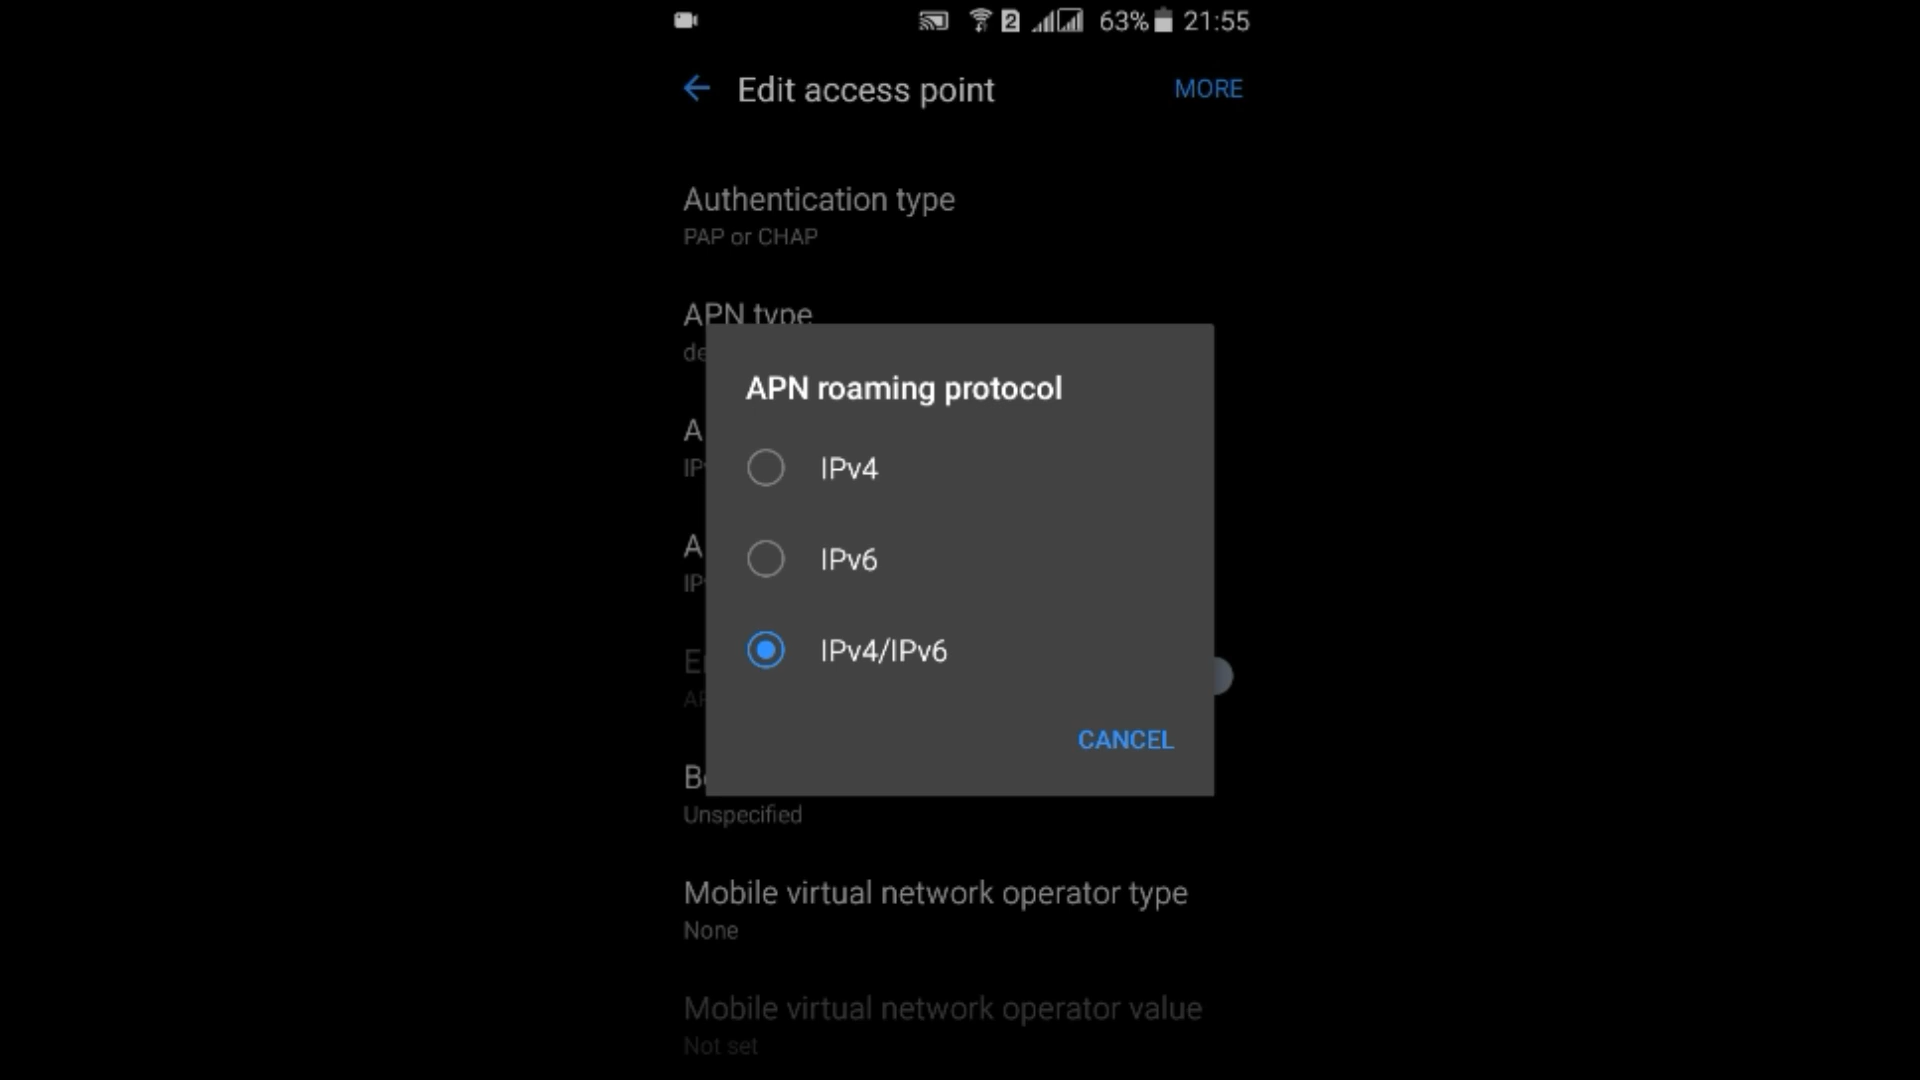 2 63% 21:55
Edit access point MORE
Authentication type
PAP or CHAP
APN type
APN roaming protocol
IPv4
IPv6
IPv4/IPv6
CANCEL
Unspecified
Mobile virtual network operator type
None
Mobile virtual network operator value
Not set